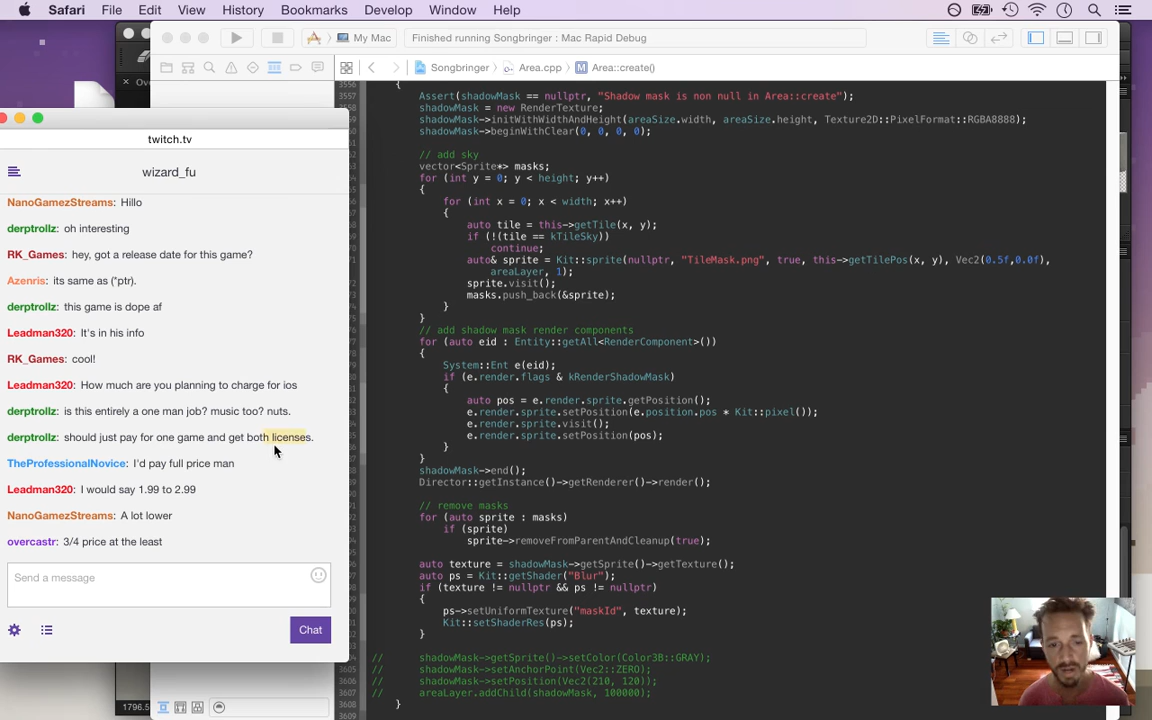 Safari File Edit View History Bookmarks Develop Window Help
My Mac
Finished running Songbringer : Mac Rapid Debug
Songbringer
Area.cpp
M Area::create()
twitch.tv
wizard_fu
NanoGamezStreams: Hillo
derptrollz: oh interesting
RK_Games: hey, got a release date for this game?
Azenris: its same as (*ptr).
derptrollz: this game is dope af
Leadman320: It's in his info
RK_Games: cool!
Leadman320: How much are you planning to charge for ios
derptrollz: is this entirely a one man job? music too? nuts.
derptrollz: should just pay for one game and get both licenses.
TheProfessionalNovice: I'd pay full price man
Leadman320: I would say 1.99 to 2.99
NanoGamezStreams: A lot lower
overcastr: 3/4 price at the least
Send a message
Chat
1796.5
{
Assert(shadowMask == nullptr, "Shadow mask is non null in Area::create");
shadowMask = new RenderTexture;
shadowMask->initWithWidthAndHeight(areaSize.width, areaSize.height, Texture2D::PixelFormat::RGBA8888);
shadowMask->beginWithClear(0, 0, 0, 0);
// add sky
vector<Sprite*> masks;
for (int y = 0; y < height; y++)
{
for (int x = 0; x < width; x++)
{
auto tile = this->getTile(x, y);
if (!(tile == kTileSky))
continue;
auto& sprite = Kit::sprite(nullptr, "TileMask.png", true, this->getTilePos(x, y), Vec2(0.5f,0.0f),
areaLayer, 1);
sprite.visit();
masks.push_back(&sprite);
}
}
// add shadow mask render components
for (auto eid : Entity::getAll<RenderComponent>())
{
System::Ent e(eid);
if (e.render.flags & kRenderShadowMask)
{
auto pos = e.render.sprite.getPosition();
e.render.sprite.setPosition(e.position.pos * Kit::pixel());
e.render.sprite.visit();
e.render.sprite.setPosition(pos);
}
}
shadowMask->end();
Director::getInstance()->getRenderer()->render();
// remove masks
for (auto sprite : masks)
if (sprite)
sprite->removeFromParentAndCleanup(true);
auto texture = shadowMask->getSprite()->getTexture();
auto ps = Kit::getShader("Blur");
if (texture != nullptr && ps != nullptr)
{
ps->setUniformTexture("maskId", texture);
Kit::setShaderRes(ps);
}
// shadowMask->getSprite()->setColor(Color3B::GRAY);
// shadowMask->setAnchorPoint(Vec2::ZERO);
// shadowMask->setPosition(Vec2(210, 120));
// areaLayer.addChild(shadowMask, 100000);
}